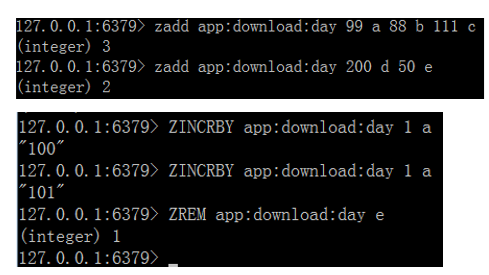 127.0.0.1:6379> zadd app:download:day 99 a 88 b 111 c
(integer) 3
127.0.0.1:6379> zadd app:download:day 200 d 50 e
(integer) 2
127.0.0.1:6379> ZINCRBY app:download:day 1 a
"100"
127.0.0.1:6379> ZINCRBY app:download:day 1 a
"101"
127.0.0.1:6379> ZREM app:download:day e
(integer) 1
127.0.0.1:6379>